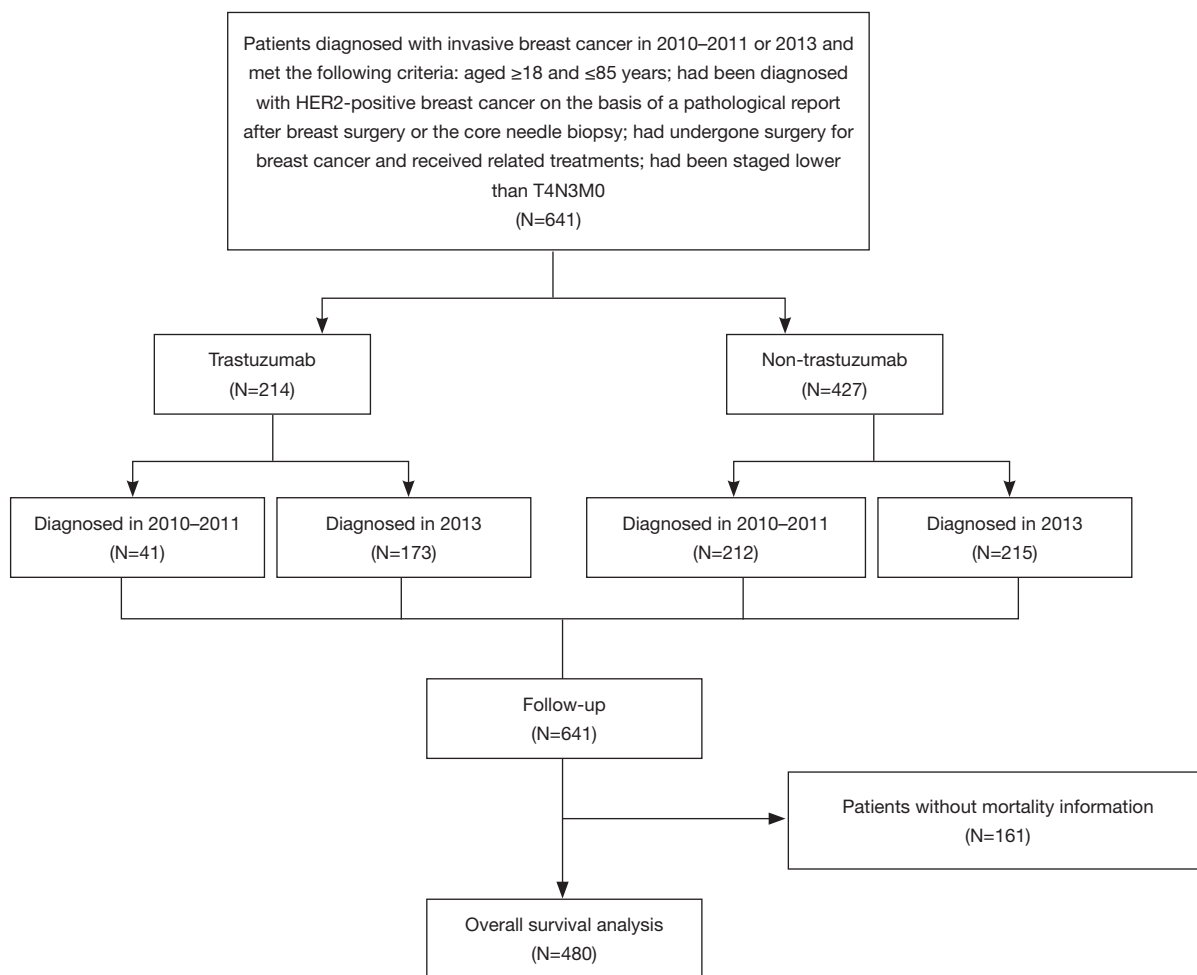 Patients diagnosed with invasive breast cancer in 2010–2011 or 2013 and
met the following criteria: aged ≥18 and ≤85 years; had been diagnosed
with HER2-positive breast cancer on the basis of a pathological report
after breast surgery or the core needle biopsy; had undergone surgery for
breast cancer and received related treatments; had been staged lower
than T4N3M0
(N=641)
Trastuzumab
(N=214)
Non-trastuzumab
(N=427)
Diagnosed in 2010–2011
(N=41)
Diagnosed in 2013
(N=173)
Diagnosed in 2010–2011
(N=212)
Diagnosed in 2013
(N=215)
Follow-up
(N=641)
Patients without mortality information
(N=161)
Overall survival analysis
(N=480)